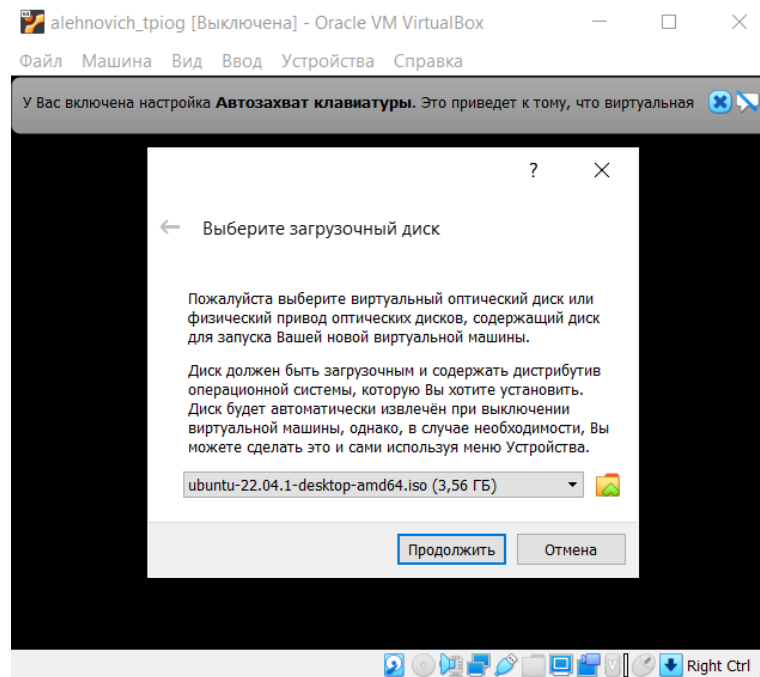 alehnovich_tpiog [Выключена] - Oracle VM VirtualBox
Файл Машина Вид Ввод Устройства Справка
У Вас включена настройка Автозахват клавиатуры. Это приведет к тому, что виртуальная
?
Выберите загрузочный диск
Пожалуйста выберите виртуальный оптический диск или
физический привод оптических дисков, содержащий диск
для запуска Вашей новой виртуальной машины.
Диск должен быть загрузочным и содержать дистрибутив
операционной системы, которую Вы хотите установить.
Диск будет автоматически извлечён при выключении
виртуальной машины, однако, в случае необходимости, Вы
можете сделать это и сами используя меню Устройства.
ubuntu-22.04.1-desktop-amd64.iso (3,56 ГБ)
Продолжить Отмена
Right Ctrl